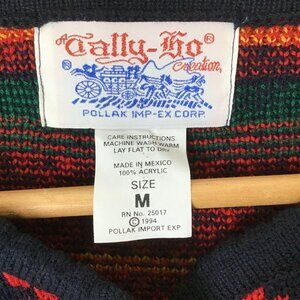 A Tally-Ho ®
® Creation
POLLAK IMP-EX CORP.
CARE INSTRUCTIONS
MACHINE WASH WARM
LAY FLAT TO DRY
MADE IN MEXICO
100% ACRYLIC
SIZE
M
RN No. 25017
© 1994
POLLAK IMPORT EXP